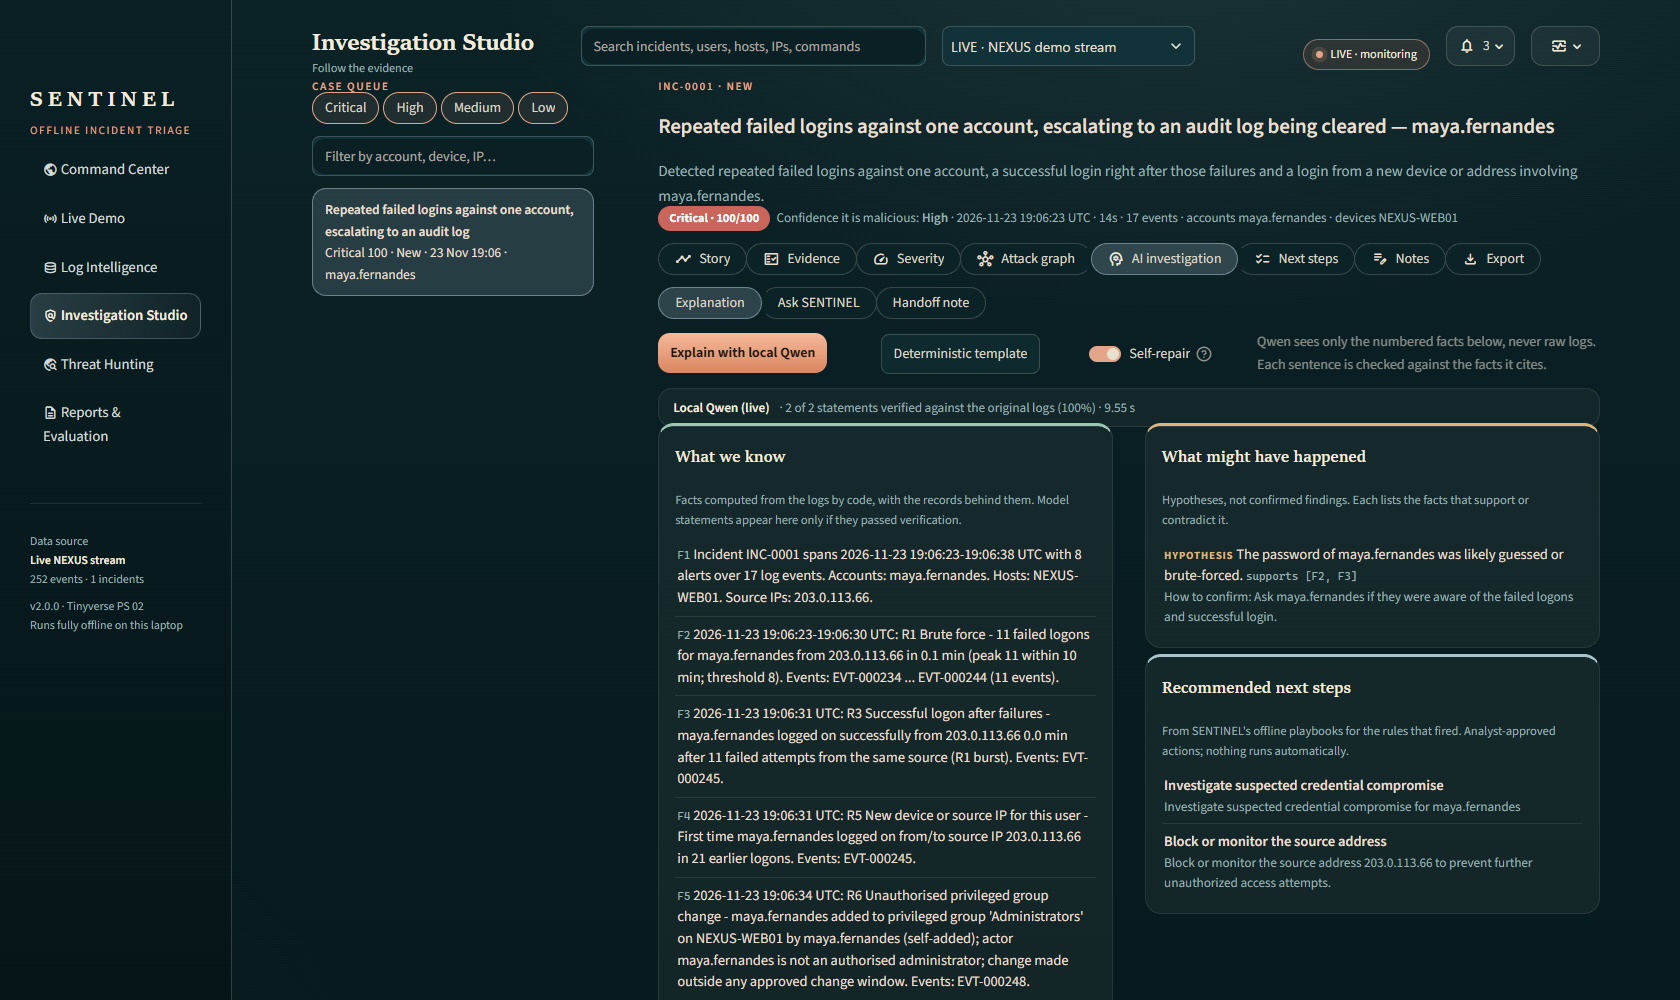 SENTINEL
OFFLINE INCIDENT TRIAGE
Command Center
Live Demo
Log Intelligence
Investigation Studio
Threat Hunting
Reports &
Evaluation
Data source
Live NEXUS stream
252 events · 1 incidents
v2.0.0 · Tinyverse PS 02
Runs fully offline on this laptop
Investigation Studio
Follow the evidence
Search incidents, users, hosts, IPs, commands
LIVE · NEXUS demo stream
LIVE · monitoring
3
CASE QUEUE
Critical
High
Medium
Low
Filter by account, device, IP…
Repeated failed logins against one account,
escalating to an audit log
Critical 100 · New · 23 Nov 19:06 ·
maya.fernandes
INC-0001 · NEW
Repeated failed logins against one account, escalating to an audit log being cleared — maya.fernandes
Detected repeated failed logins against one account, a successful login right after those failures and a login from a new device or address involving
maya.fernandes.
Critical · 100/100 Confidence it is malicious: High · 2026-11-23 19:06:23 UTC · 14s · 17 events · accounts maya.fernandes · devices NEXUS-WEB01
Story
Evidence
Severity
Attack graph
AI investigation
Next steps
Notes
Export
Explanation
Ask SENTINEL
Handoff note
Explain with local Qwen
Deterministic template
Self-repair
Qwen sees only the numbered facts below, never raw logs.
Each sentence is checked against the facts it cites.
Local Qwen (live) · 2 of 2 statements verified against the original logs (100%) · 9.55 s
What we know
Facts computed from the logs by code, with the records behind them. Model
statements appear here only if they passed verification.
F1 Incident INC-0001 spans 2026-11-23 19:06:23-19:06:38 UTC with 8
alerts over 17 log events. Accounts: maya.fernandes. Hosts: NEXUS-
WEB01. Source IPs: 203.0.113.66.
F2 2026-11-23 19:06:23-19:06:30 UTC: R1 Brute force - 11 failed logons
for maya.fernandes from 203.0.113.66 in 0.1 min (peak 11 within 10
min; threshold 8). Events: EVT-000234 ... EVT-000244 (11 events).
F3 2026-11-23 19:06:31 UTC: R3 Successful logon after failures -
maya.fernandes logged on successfully from 203.0.113.66 0.0 min
after 11 failed attempts from the same source (R1 burst). Events: EVT-
000245.
F4 2026-11-23 19:06:31 UTC: R5 New device or source IP for this user -
First time maya.fernandes logged on from/to source IP 203.0.113.66
in 21 earlier logons. Events: EVT-000245.
F5 2026-11-23 19:06:34 UTC: R6 Unauthorised privileged group
change - maya.fernandes added to privileged group 'Administrators'
on NEXUS-WEB01 by maya.fernandes (self-added); actor
maya.fernandes is not an authorised administrator; change made
outside any approved change window. Events: EVT-000248.
What might have happened
Hypotheses, not confirmed findings. Each lists the facts that support or
contradict it.
HYPOTHESIS The password of maya.fernandes was likely guessed or
brute-forced. supports [F2, F3]
How to confirm: Ask maya.fernandes if they were aware of the failed logons
and successful login.
Recommended next steps
From SENTINEL's offline playbooks for the rules that fired. Analyst-approved
actions; nothing runs automatically.
Investigate suspected credential compromise
Investigate suspected credential compromise for maya.fernandes
Block or monitor the source address
Block or monitor the source address 203.0.113.66 to prevent further
unauthorized access attempts.